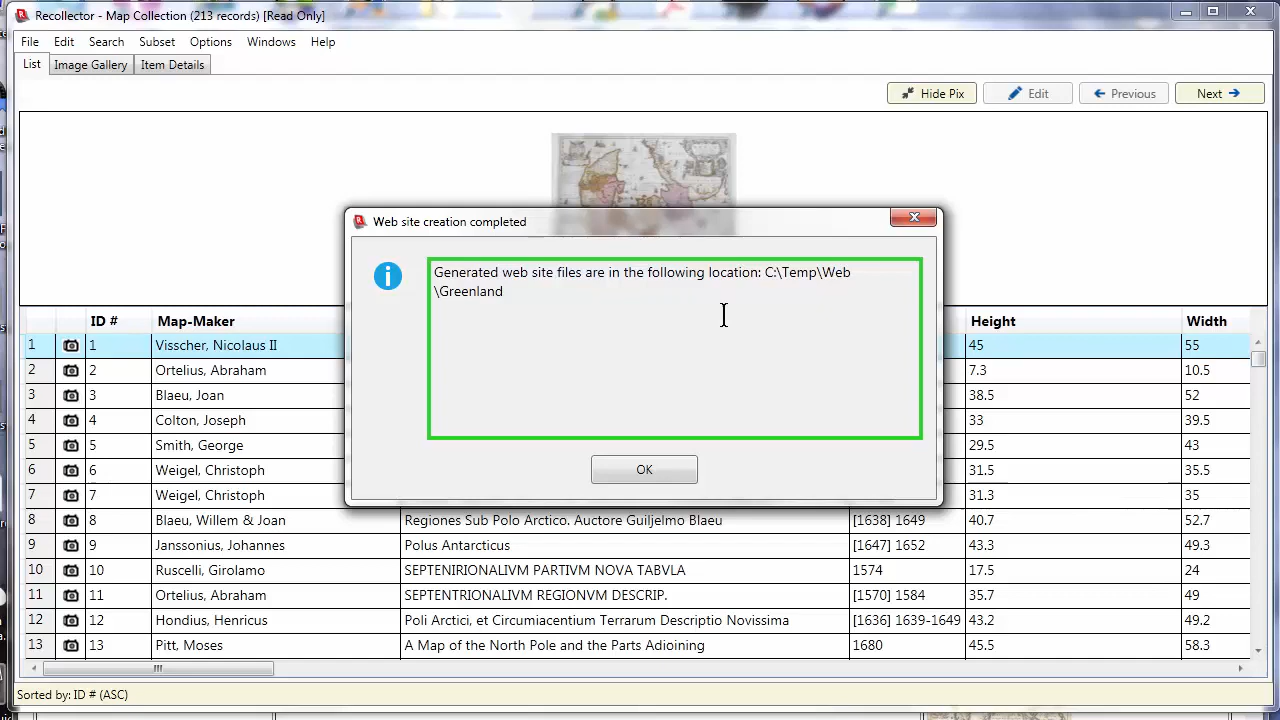 Recollector - Map Collection (213 records) [Read Only]
File Edit Search Subset Options Windows Help
List Image Gallery Item Details
Hide Pix Edit Previous Next
Web site creation completed
Generated web site files are in the following location: C:\Temp\Web
\Greenland
OK
ID # Map-Maker Height Width
1 1 Visscher, Nicolaus II 45 55
2 2 Ortelius, Abraham 7.3 10.5
3 3 Blaeu, Joan 38.5 52
4 4 Colton, Joseph 33 39.5
5 5 Smith, George 29.5 43
6 6 Weigel, Christoph 31.5 35.5
7 7 Weigel, Christoph 31.3 35
8 8 Blaeu, Willem & Joan Regiones Sub Polo Arctico. Auctore Guiljelmo Blaeu [1638] 1649 40.7 52.7
9 9 Janssonius, Johannes Polus Antarcticus [1647] 1652 43.3 49.3
10 10 Ruscelli, Girolamo SEPTENIRIONALIVM PARTIVM NOVA TABVLA 1574 17.5 24
11 11 Ortelius, Abraham SEPTENTRIONALIVM REGIONVM DESCRIP. [1570] 1584 35.7 49
12 12 Hondius, Henricus Poli Arctici, et Circumiacentium Terrarum Descriptio Novissima [1636] 1639-1649 43.2 49.2
13 13 Pitt, Moses A Map of the North Pole and the Parts Adioining 1680 45.5 58.3
Sorted by: ID # (ASC)